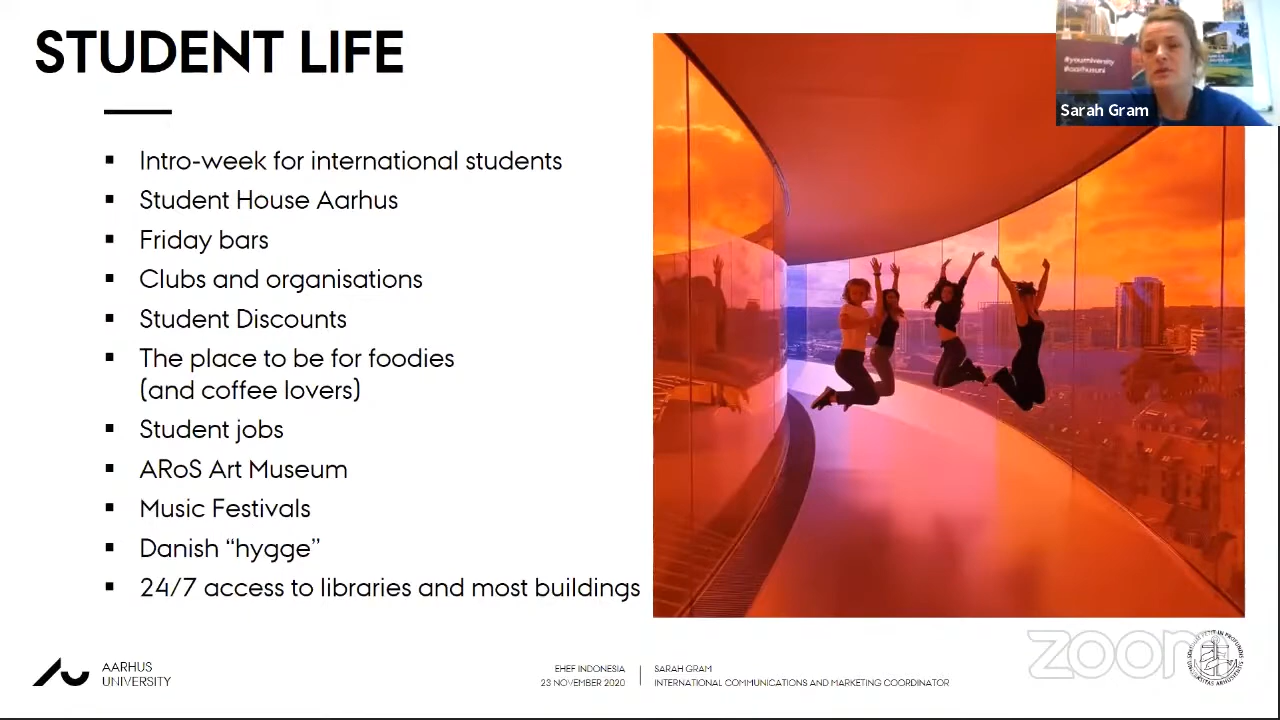 STUDENT LIFE
#yourniversity
#aarhusuni
Sarah Gram
▪ Intro-week for international students
▪ Student House Aarhus
▪ Friday bars
▪ Clubs and organisations
▪ Student Discounts
▪ The place to be for foodies
(and coffee lovers)
▪ Student jobs
▪ ARoS Art Museum
▪ Music Festivals
▪ Danish “hygge”
▪ 24/7 access to libraries and most buildings
AARHUS
UNIVERSITY
EHEF INDONESIA
23 NOVEMBER 2020
SARAH GRAM
INTERNATIONAL COMMUNICATIONS AND MARKETING COORDINATOR
zoom